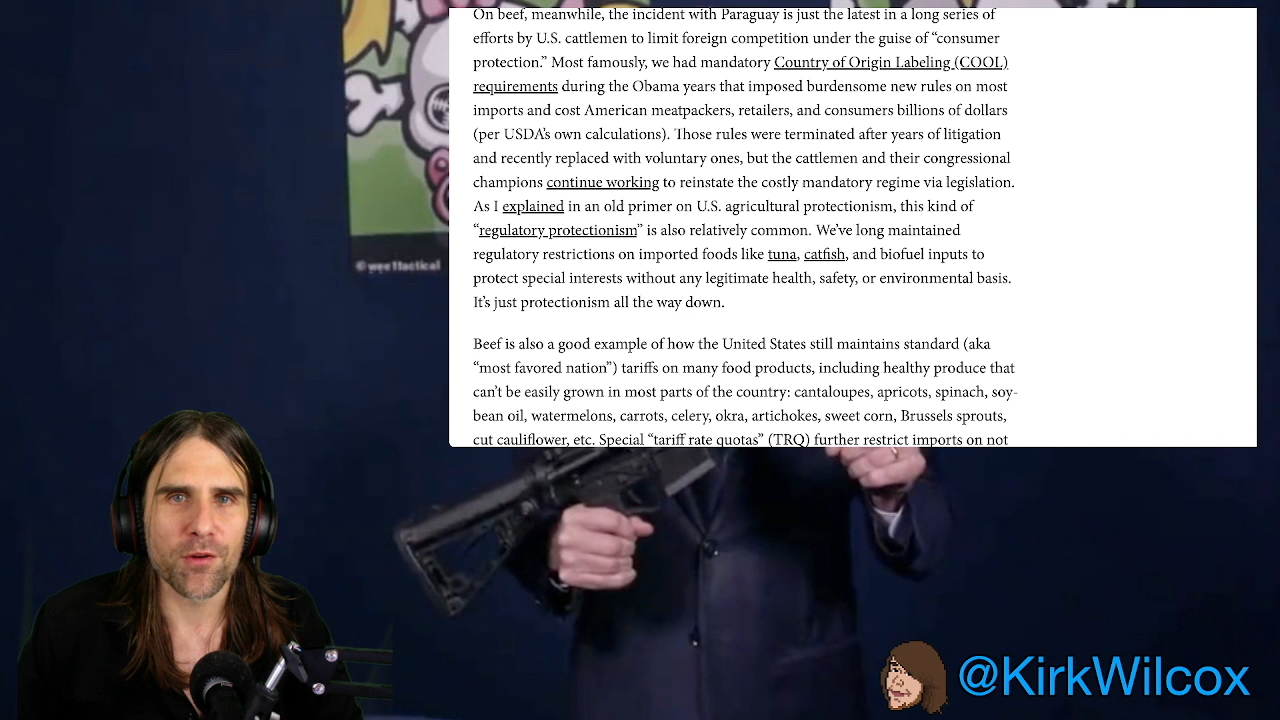 On beef, meanwhile, the incident with Paraguay is just the latest in a long series of
efforts by U.S. cattlemen to limit foreign competition under the guise of “consumer
protection.” Most famously, we had mandatory Country of Origin Labeling (COOL)
requirements during the Obama years that imposed burdensome new rules on most
imports and cost American meatpackers, retailers, and consumers billions of dollars
(per USDA’s own calculations). Those rules were terminated after years of litigation
and recently replaced with voluntary ones, but the cattlemen and their congressional
champions continue working to reinstate the costly mandatory regime via legislation.
As I explained in an old primer on U.S. agricultural protectionism, this kind of
“regulatory protectionism” is also relatively common. We’ve long maintained
regulatory restrictions on imported foods like tuna, catfish, and biofuel inputs to
protect special interests without any legitimate health, safety, or environmental basis.
It’s just protectionism all the way down.
Beef is also a good example of how the United States still maintains standard (aka
“most favored nation”) tariffs on many food products, including healthy produce that
can’t be easily grown in most parts of the country: cantaloupes, apricots, spinach, soy-
bean oil, watermelons, carrots, celery, okra, artichokes, sweet corn, Brussels sprouts,
cut cauliflower, etc. Special “tariff rate quotas” (TRQ) further restrict imports on not
©wee1tactical
@KirkWilcox